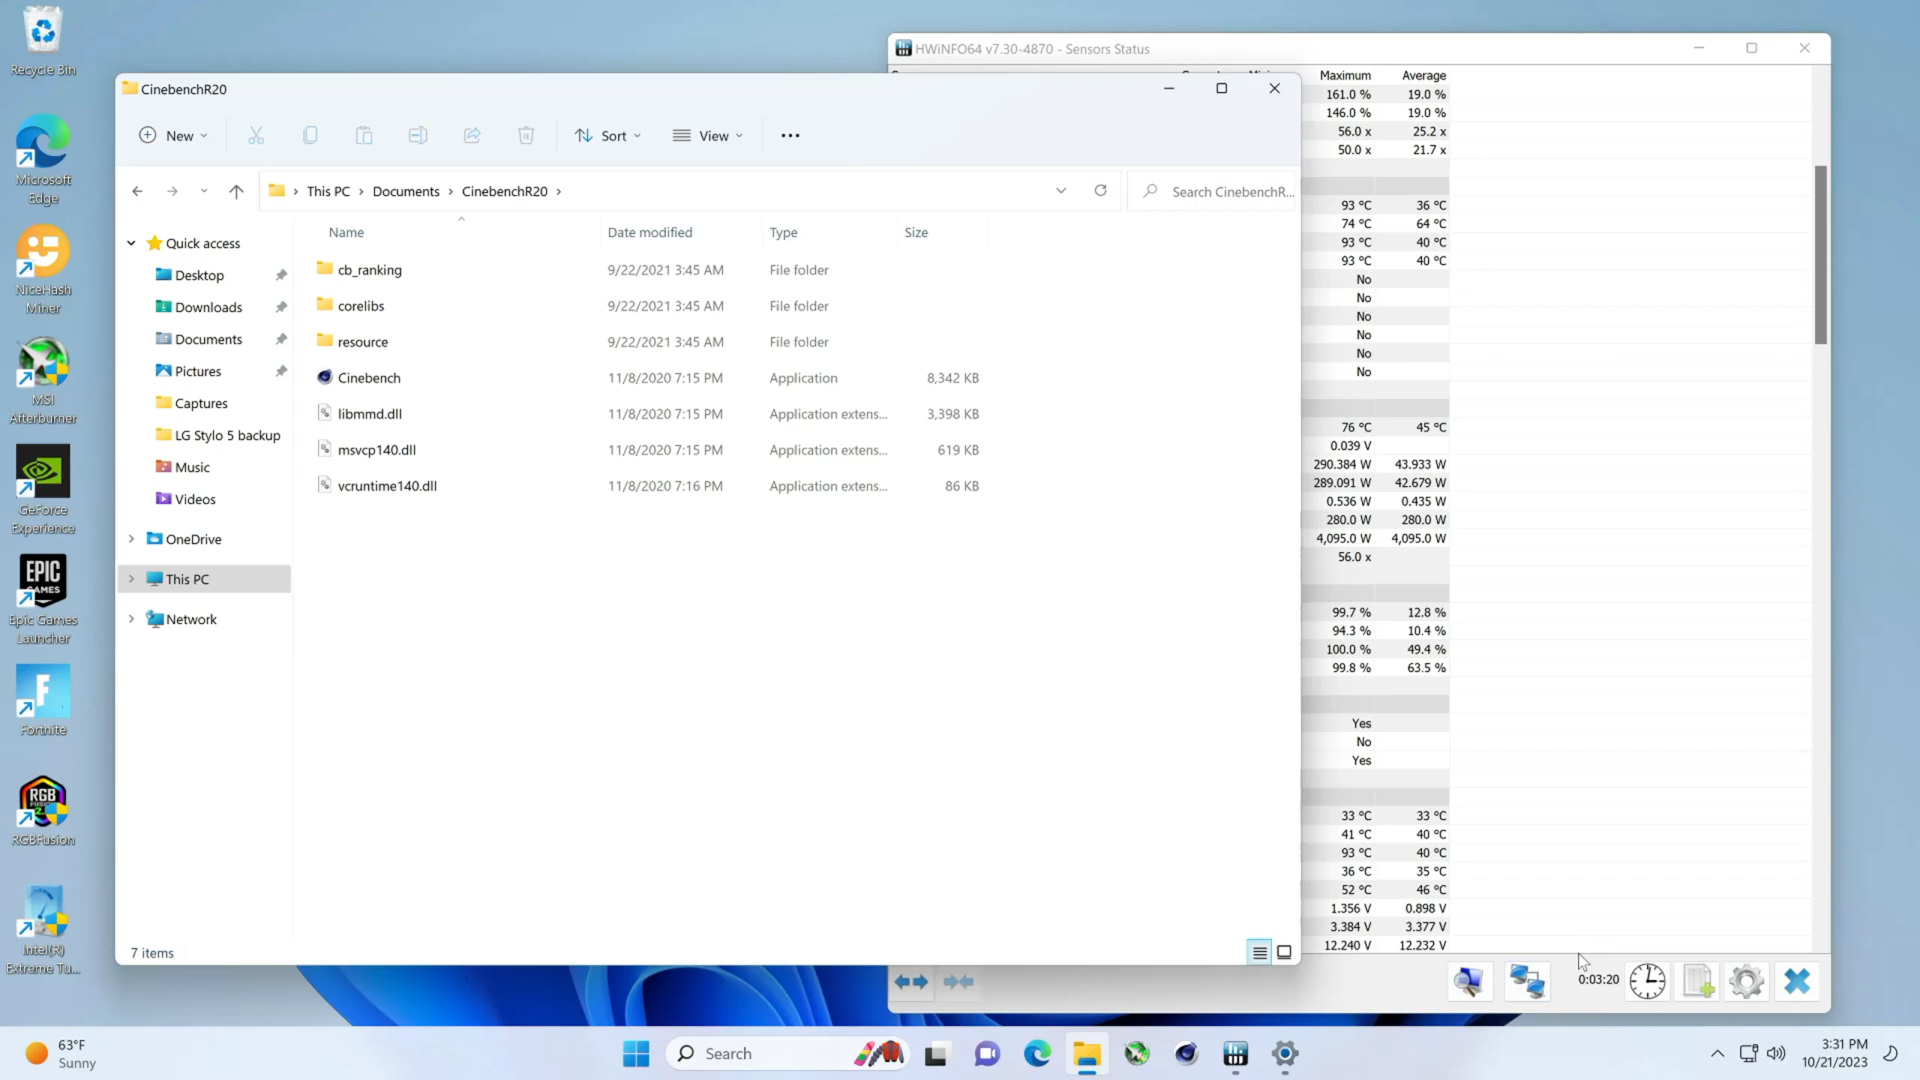 Recycle Bin
Microsoft
Edge
NiceHash
Miner
MSI
Afterburner
GeForce
Experience
EPIC
GAMES
Epic Games
Launcher
F
Fortnite
RGB
2
RGBFusion
Intel(R)
Extreme Tu...
CinebenchR20
New
Sort
View
This PC
Documents
CinebenchR20
Search CinebenchR...
Quick access
Desktop
Downloads
Documents
Pictures
Captures
LG Stylo 5 backup
Music
Videos
OneDrive
This PC
Network
Name Date modified Type Size
cb_ranking 9/22/2021 3:45 AM File folder
corelibs 9/22/2021 3:45 AM File folder
resource 9/22/2021 3:45 AM File folder
Cinebench 11/8/2020 7:15 PM Application 8,342 KB
libmmd.dll 11/8/2020 7:15 PM Application extens... 3,398 KB
msvcp140.dll 11/8/2020 7:15 PM Application extens... 619 KB
vcruntime140.dll 11/8/2020 7:16 PM Application extens... 86 KB
7 items
HWiNFO64 v7.30-4870 - Sensors Status
Maximum Average
161.0 % 19.0 %
146.0 % 19.0 %
56.0 x 25.2 x
50.0 x 21.7 x
93 °C 36 °C
74 °C 64 °C
93 °C 40 °C
93 °C 40 °C
No
No
No
No
No
No
76 °C 45 °C
0.039 V
290.384 W 43.933 W
289.091 W 42.679 W
0.536 W 0.435 W
280.0 W 280.0 W
4,095.0 W 4,095.0 W
56.0 x
99.7 % 12.8 %
94.3 % 10.4 %
100.0 % 49.4 %
99.8 % 63.5 %
Yes
No
Yes
33 °C 33 °C
41 °C 40 °C
93 °C 40 °C
36 °C 35 °C
52 °C 46 °C
1.356 V 0.898 V
3.384 V 3.377 V
12.240 V 12.232 V
0:03:20
63°F
Sunny
Search
3:31 PM
10/21/2023